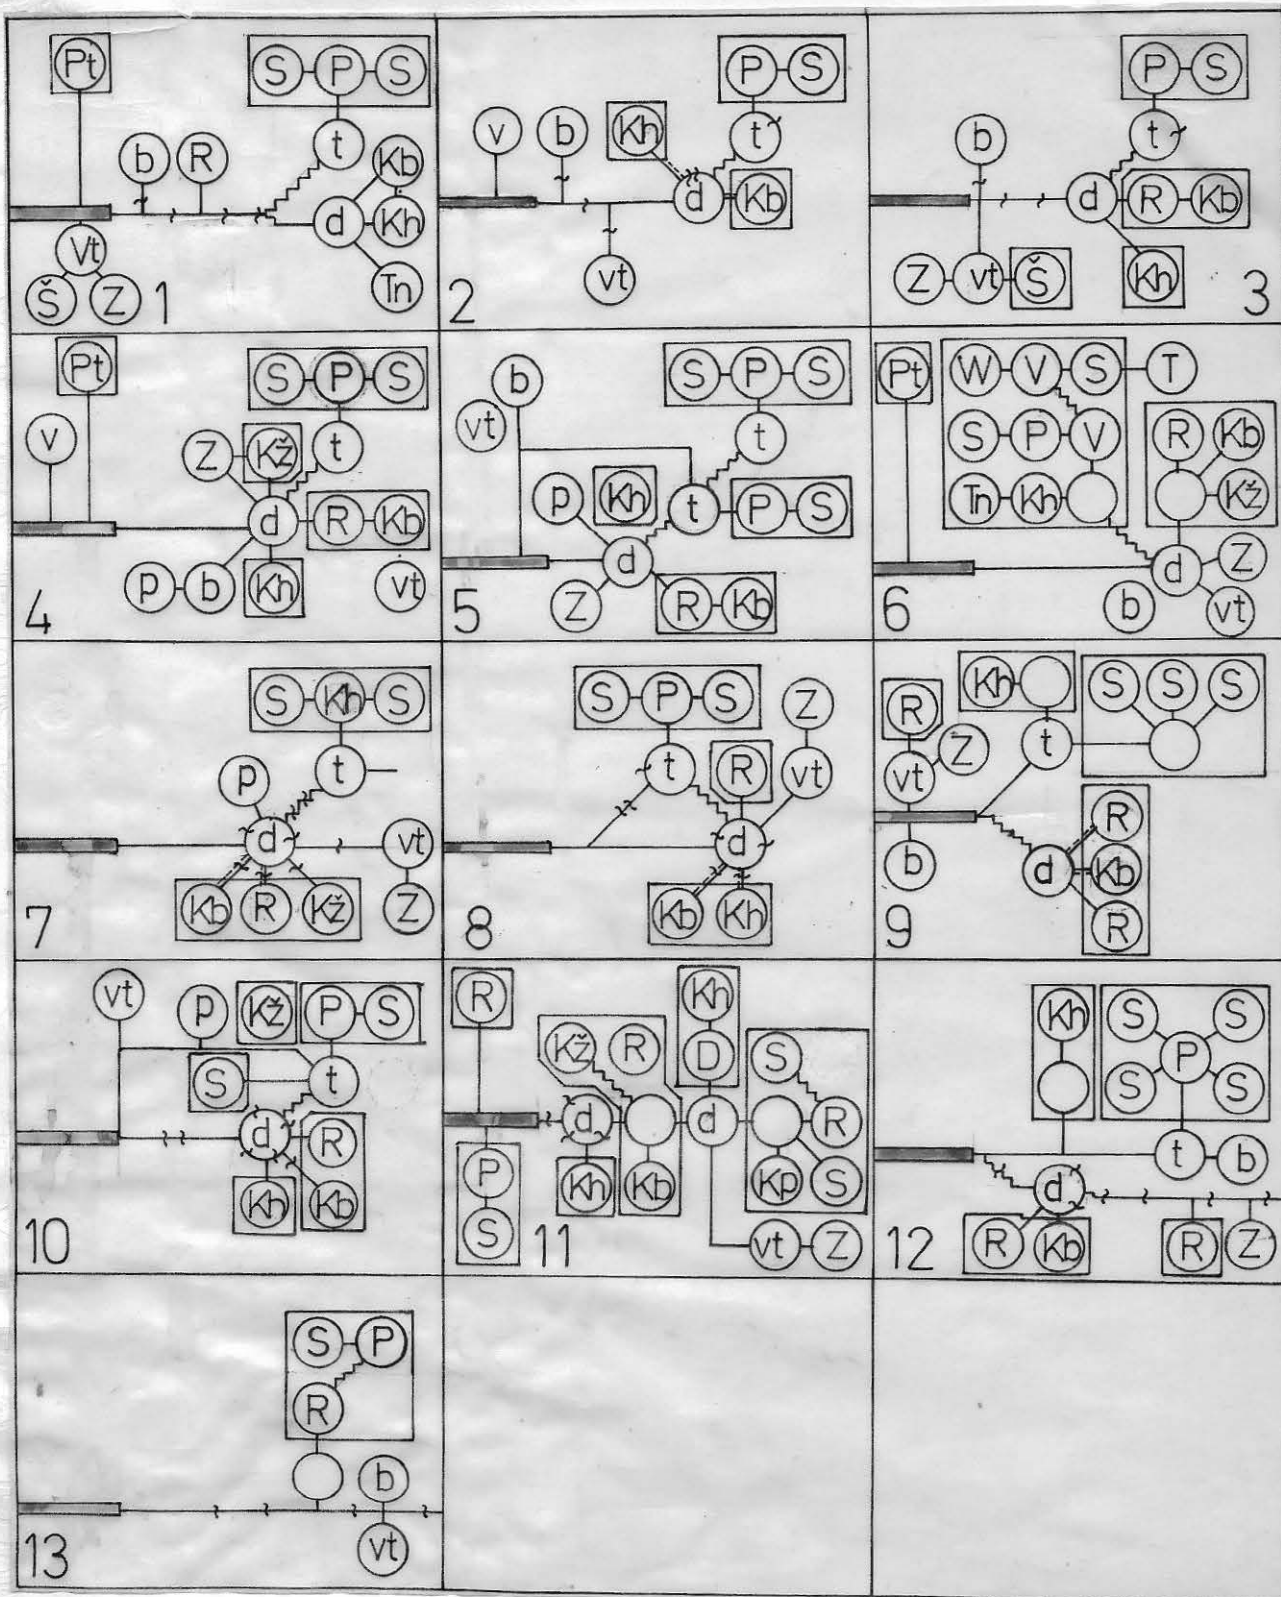 Pt
S P S
b R
t
Kb
d Kh
Vt
Š Z
Tn
1
P S
v b Kh
t
d Kb
vt
2
P S
b
t
d R Kb
Z vt Š
Kh
3
Pt
S P S
v
Z Kž t
d R Kb
p b Kh
vt
4
b
S P S
vt
t
p Kh
t P S
d
Z
R Kb
5
Pt
W V S T
S P V
R Kb
Tn Kh
Kž
d Z
b vt
6
S Kh S
p t
d vt
Kb R Kž
Z
7
S P S
Z
t R vt
d
Kb Kh
8
Kh
S S S
R
Z t
vt
R
b d Kb
R
9
vt p Kž P S
S t
d R
Kh Kb
10
R Kh
Kž R D S
d d R
P Kh Kb Kp S
S
vt Z
11
Kh S S
P
S S
t b
d
R Kb R Z
12
S P
R
b
vt
13